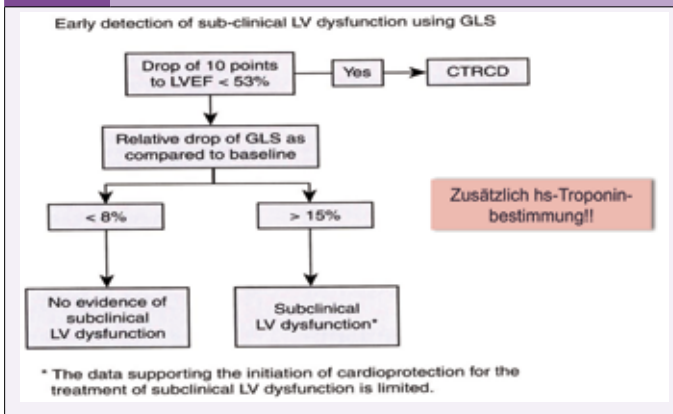 Early detection of sub-clinical LV dysfunction using GLS
Drop of 10 points
to LVEF < 53%
Yes
CTRCD
Relative drop of GLS as
compared to baseline
< 8%
> 15%
Zusätzlich hs-Troponin-
bestimmung!!
No evidence of
subclinical
LV dysfunction
Subclinical
LV dysfunction*
* The data supporting the initiation of cardioprotection for the
treatment of subclinical LV dysfunction is limited.